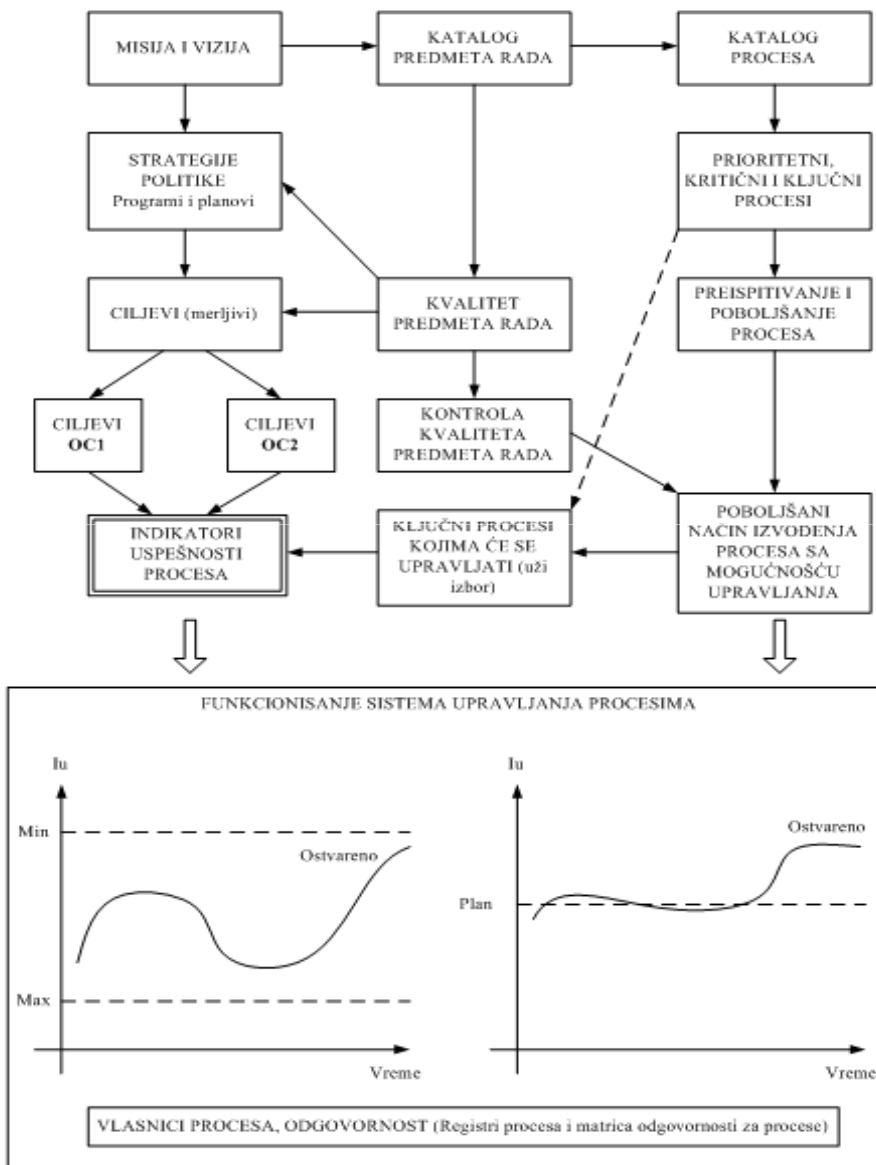 MISIJA I VIZIJA
KATALOG
PREDMETA RADA
KATALOG
PROCESA
STRATEGIJE
POLITIKE
Programi i planovi
PRIORITETNI,
KRITIČNI I KLJUČNI
PROCESI
CILJEVI (merljivi)
KVALITET
PREDMETA RADA
PREISPITIVANJE I
POBOLJŠANJE
PROCESA
CILJEVI
OC1
CILJEVI
OC2
KONTROLA
KVALITETA
PREDMETA RADA
INDIKATORI
USPEŠNOSTI
PROCESA
KLJUČNI PROCESI
KOJIMA ĆE SE
UPRAVLJATI (uži
izbor)
POBOLJŠANI
NAČIN IZVOĐENJA
PROCESA SA
MOGUĆNOŠĆU
UPRAVLJANJA
FUNKCIONISANJE SISTEMA UPRAVLJANJA PROCESIMA
Iu
Min
Ostvareno
Max
Vreme
Iu
Ostvareno
Plan
Vreme
VLASNICI PROCESA, ODGOVORNOST (Registri procesa i matrica odgovornosti za procese)